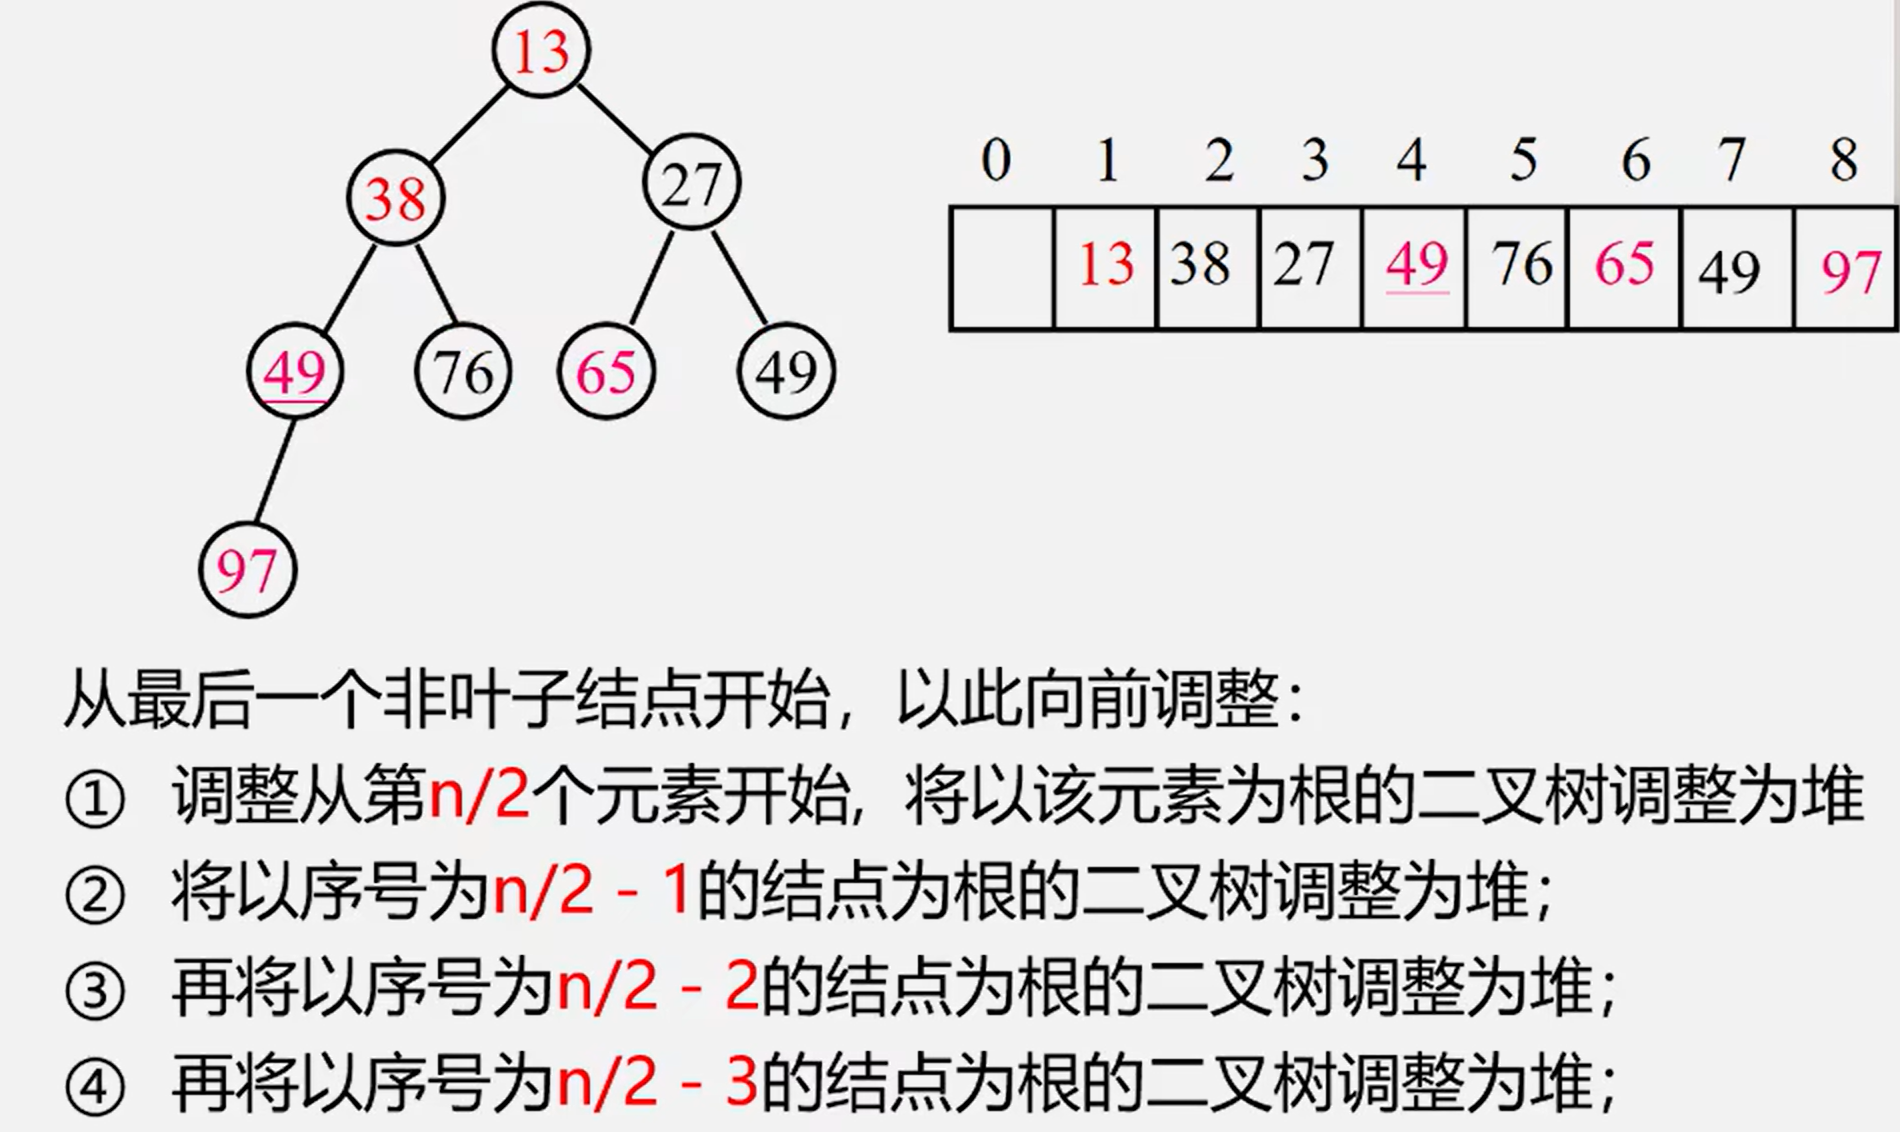 13
38 27
49 76 65 49
97
0 1 2 3 4 5 6 7 8
13 38 27 49 76 65 49 97
从最后一个非叶子结点开始，以此向前调整：
① 调整从第n/2个元素开始, 将以该元素为根的二叉树调整为堆
② 将以序号为n/2 - 1的结点为根的二叉树调整为堆；
③ 再将以序号为n/2 - 2的结点为根的二叉树调整为堆；
④ 再将以序号为n/2 - 3的结点为根的二叉树调整为堆；